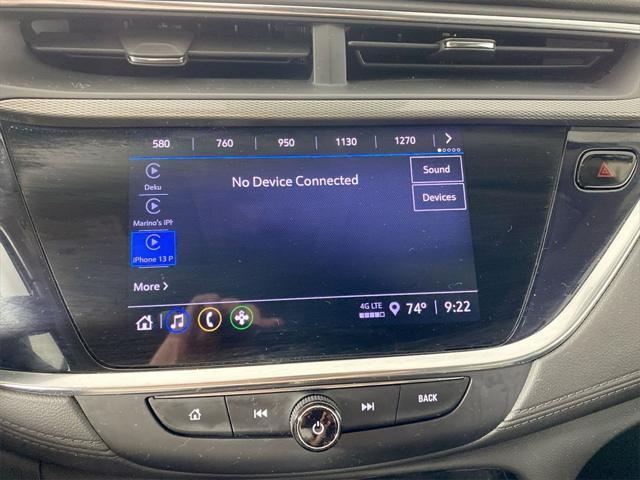 580 760 950 1130 1270
Deku
No Device Connected
Sound
Devices
Marino's iPh
iPhone 13 P
More
4G LTE 74° 9:22
BACK